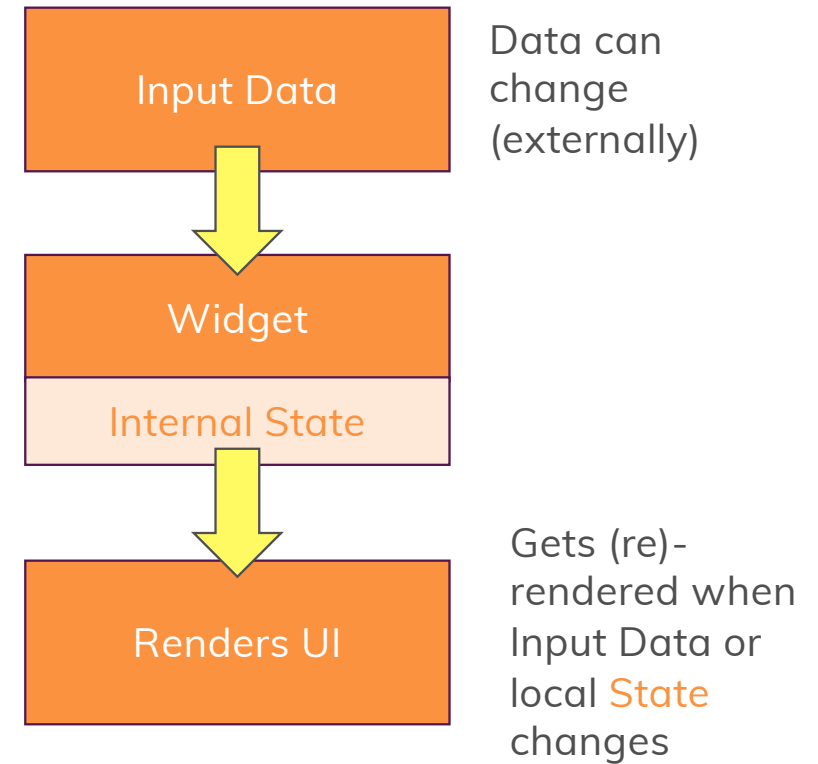 Input Data
Data can
change
(externally)
Widget
Internal State
Renders UI
Gets (re)-
rendered when
Input Data or
local State
changes